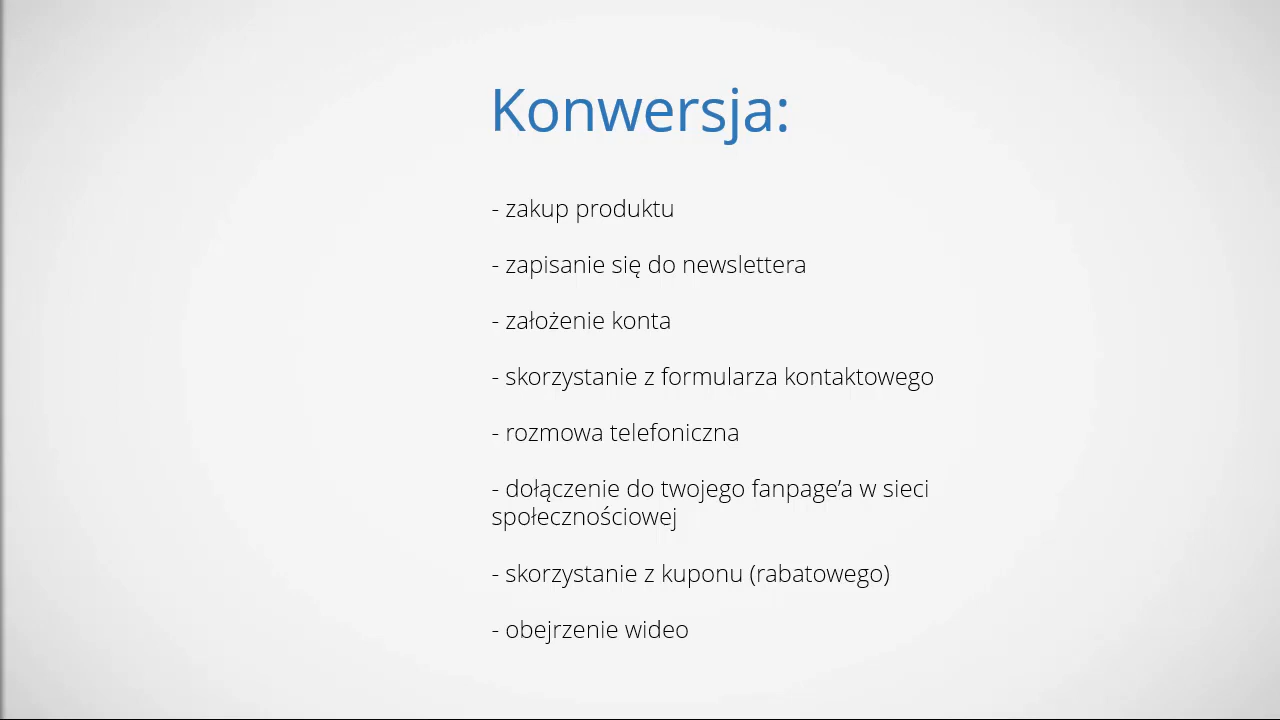 Konwersja:
- zakup produktu
- zapisanie się do newslettera
- założenie konta
- skorzystanie z formularza kontaktowego
- rozmowa telefoniczna
- dołączenie do twojego fanpage’a w sieci
społecznościowej
- skorzystanie z kuponu (rabatowego)
- obejrzenie wideo